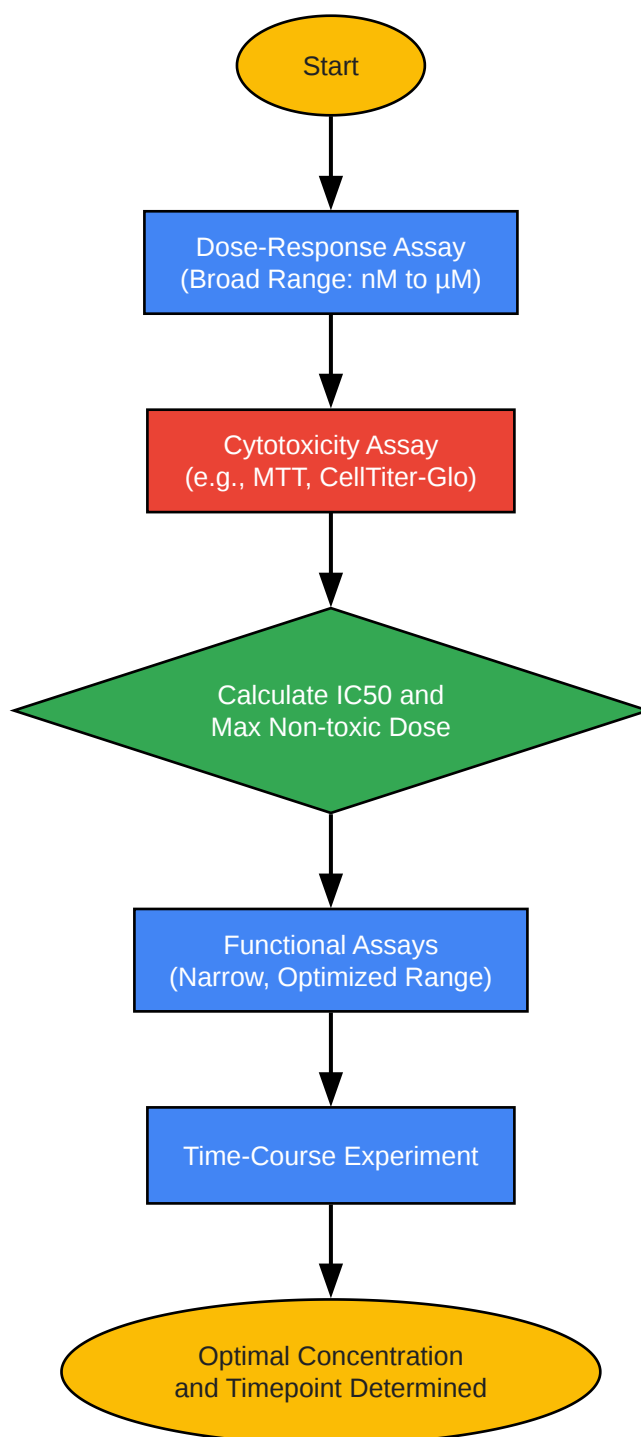 Start
Dose-Response Assay
(Broad Range: nM to µM)
Cytotoxicity Assay
(e.g., MTT, CellTiter-Glo)
Calculate IC50 and
Max Non-toxic Dose
Functional Assays
(Narrow, Optimized Range)
Time-Course Experiment
Optimal Concentration
and Timepoint Determined